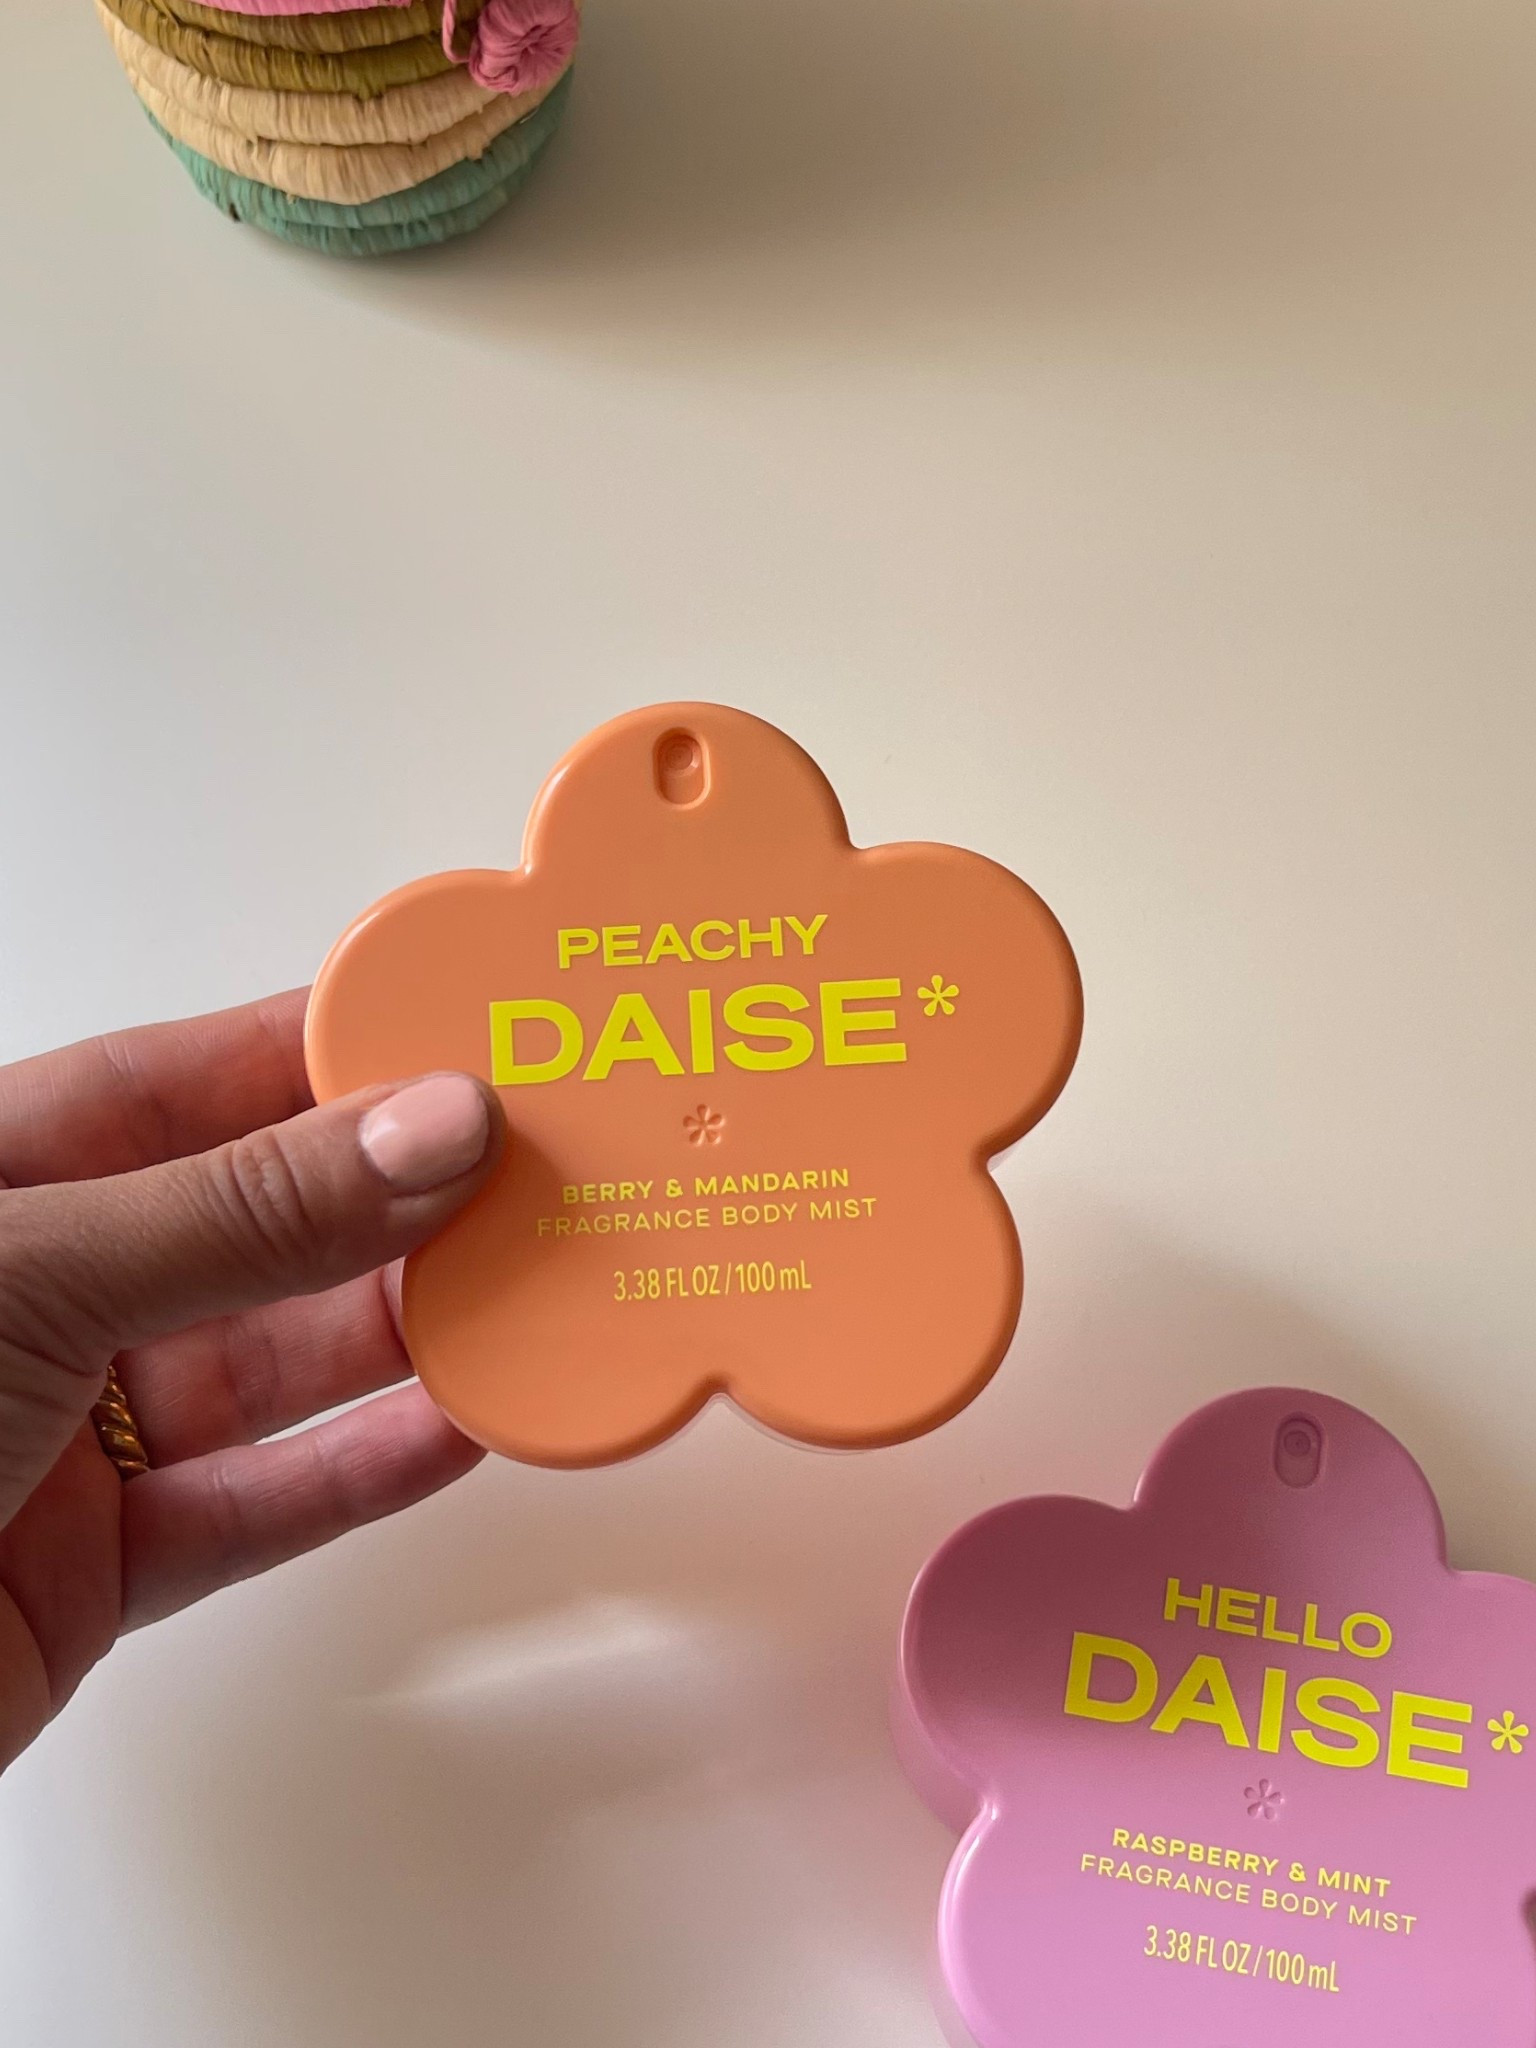 PEACHY
DAISE*
BERRY & MANDARIN
FRAGRANCE BODY MIST
3.38 FL OZ / 100 mL
HELLO
DAISE*
RASPBERRY & MINT
FRAGRANCE BODY MIST
3.38 FL OZ / 100 mL